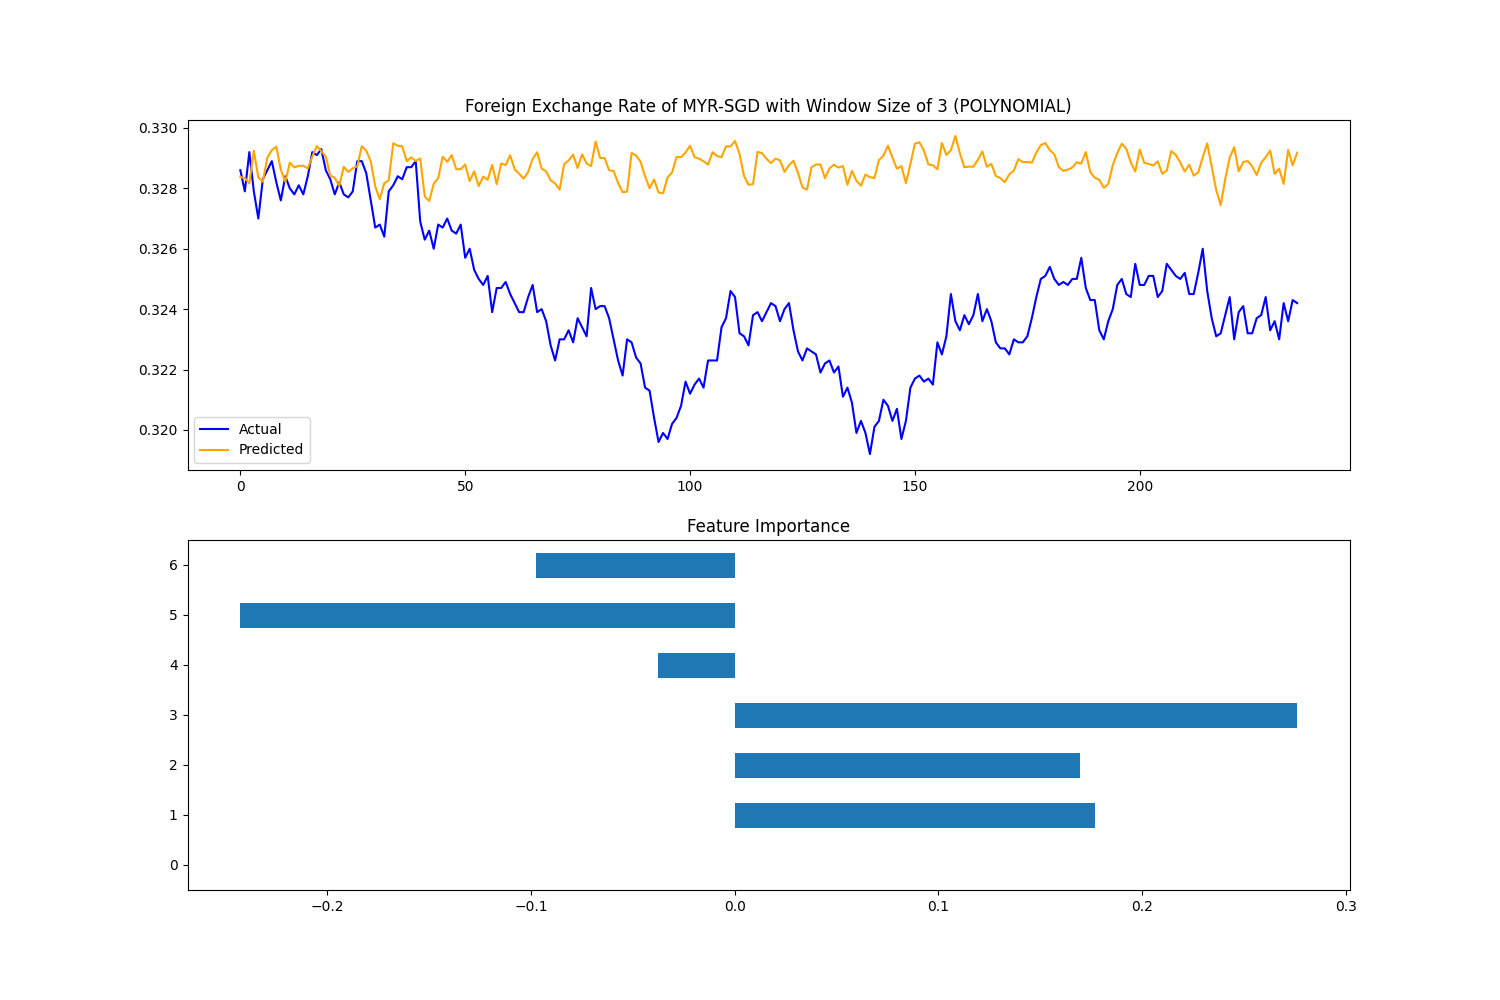 Foreign Exchange Rate of MYR-SGD with Window Size of 3 (POLYNOMIAL)
0.330
0.328
0.326
0.324
0.322
0.320
Actual
Predicted
0 50 100 150 200
Feature Importance
6
5
4
3
2
1
0
−0.2 −0.1 0.0 0.1 0.2 0.3